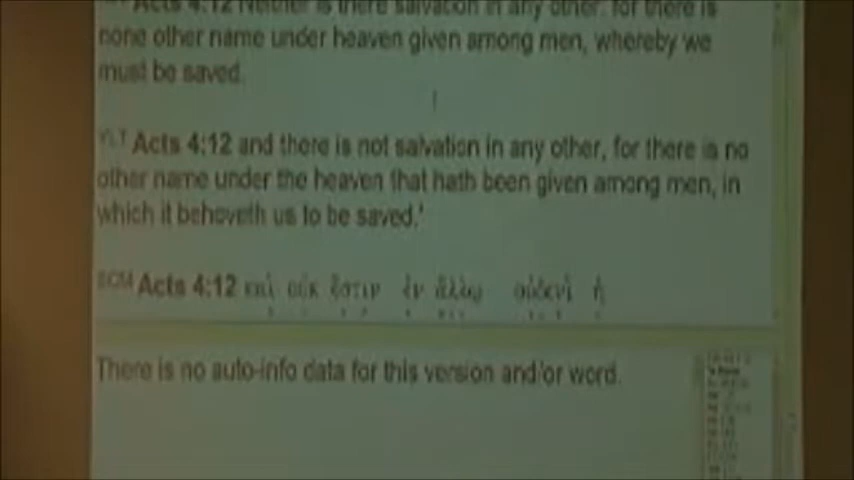 Acts 4:12 Neither is there salvation in any other: for there is
none other name under heaven given among men, whereby we
must be saved.
YLT Acts 4:12 and there is not salvation in any other, for there is no
other name under the heaven that hath been given among men, in
which it behoveth us to be saved.'
Acts 4:12 καὶ οὐκ ἔστιν ἐν ἄλλῳ οὐδενὶ ἡ
There is no auto-info data for this version and/or word.